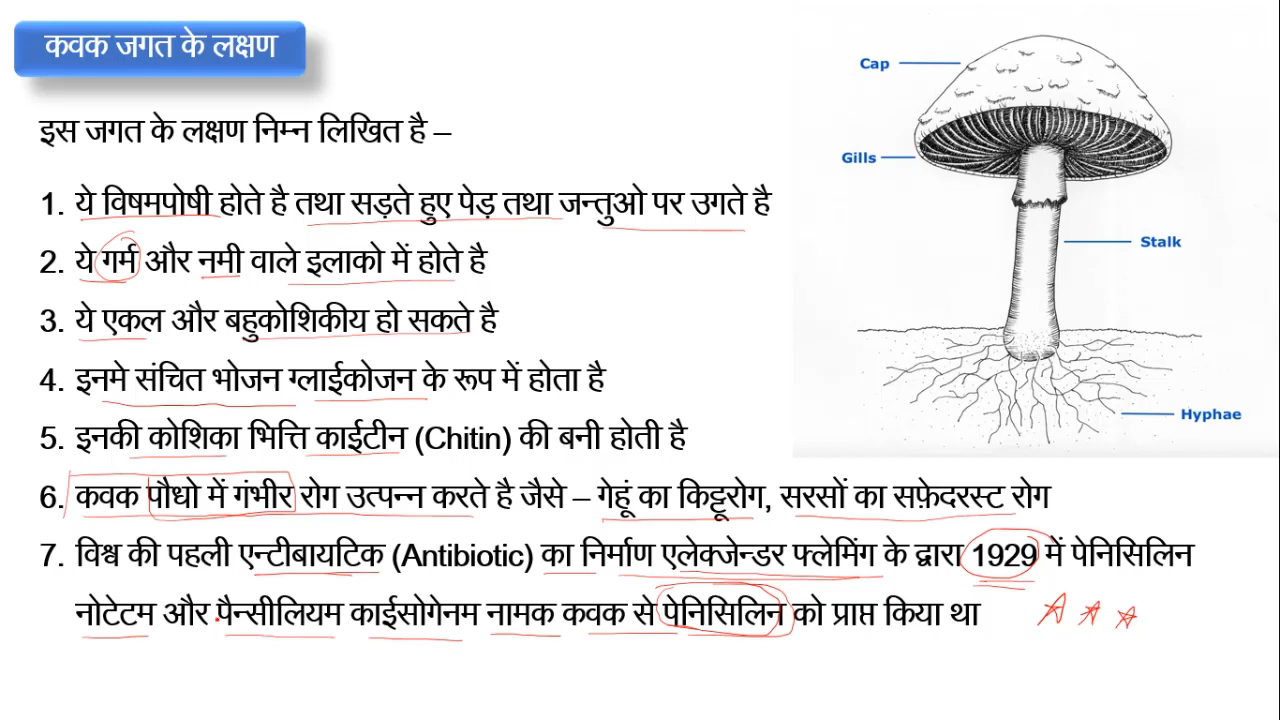 कवक जगत के लक्षण
इस जगत के लक्षण निम्न लिखित है –
1. ये विषमपोषी होते है तथा सड़ते हुए पेड़ तथा जन्तुओ पर उगते है
2. ये गर्म और नमी वाले इलाको में होते है
3. ये एकल और बहुकोशिकीय हो सकते है
4. इनमे संचित भोजन ग्लाईकोजन के रूप में होता है
5. इनकी कोशिका भित्ति काईटीन (Chitin) की बनी होती है
6. कवक पौधो में गंभीर रोग उत्पन्न करते है जैसे – गेहूं का किट्टूरोग, सरसों का सफ़ेदरस्ट रोग
7. विश्व की पहली एन्टीबायटिक (Antibiotic) का निर्माण एलेक्जेन्डर फ्लेमिंग के द्वारा 1929 में पेनिसिलिन
नोटेटम और पैन्सीलियम काईसोगेनम नामक कवक से पेनिसिलिन को प्राप्त किया था
Cap
Gills
Stalk
Hyphae